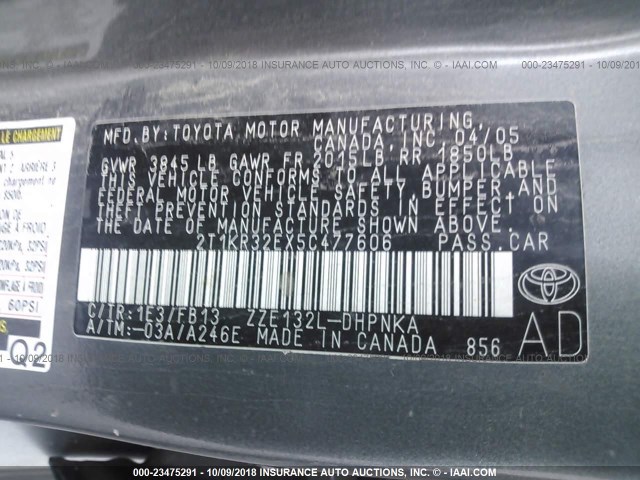 000-23475291 - 10/09/2018 INSURANCE AUTO AUCTIONS, INC. - © IAAI.COM
MFD.BY:TOYOTA MOTOR MANUFACTURING,
CANADA,INC. 04/05
GVWR 3845LB GAWR FR 2015LB RR 1850LB
THIS VEHICLE CONFORMS TO ALL APPLICABLE
FEDERAL MOTOR VEHICLE SAFETY, BUMPER AND
THEFT PREVENTION STANDARDS IN EFFECT ON
THE DATE OF MANUFACTURE SHOWN ABOVE.
2T1KR32EX5C477606 PASS.CAR
C/TR:1E3/FB13 ZZE132L-DHPNKA
A/TM:-03A/A246E MADE IN CANADA 856
TOYOTA
AD
LE CHARGEMENT
60PSI
Q2
000-23475291 - 10/09/2018 INSURANCE AUTO AUCTIONS, INC. - © IAAI.COM